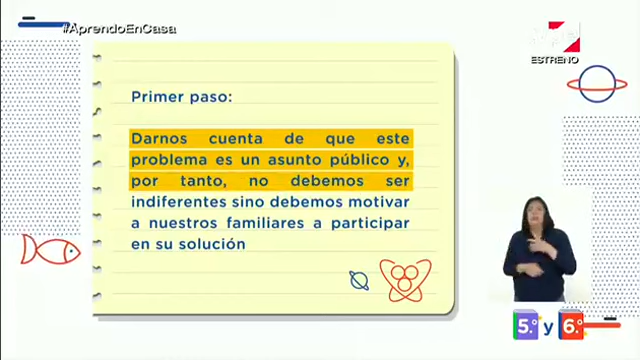 #AprendoEnCasa
ESTRENO
Primer paso:
Darnos cuenta de que este
problema es un asunto público y,
por tanto, no debemos ser
indiferentes sino debemos motivar
a nuestros familiares a participar
en su solución
5.º y 6.º